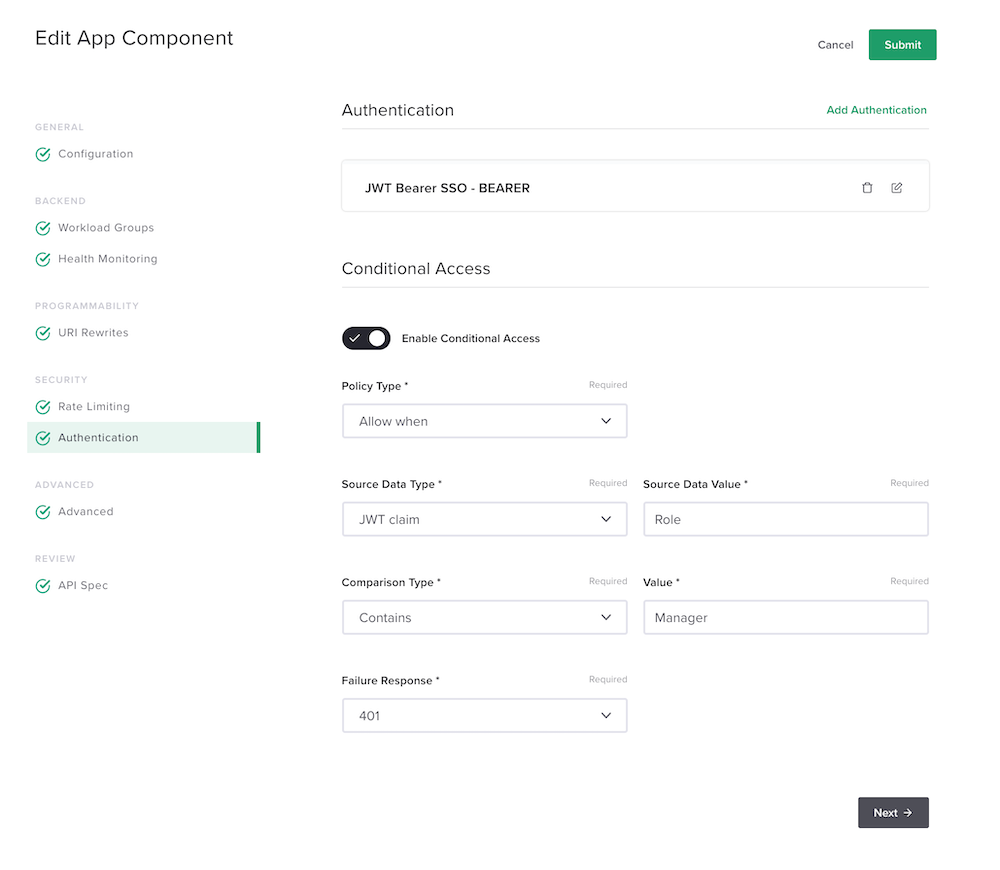 Edit App Component
Cancel
Submit
GENERAL
Configuration
BACKEND
Workload Groups
Health Monitoring
PROGRAMMABILITY
URI Rewrites
SECURITY
Rate Limiting
Authentication
ADVANCED
Advanced
REVIEW
API Spec
Authentication
Add Authentication
JWT Bearer SSO - BEARER
Conditional Access
Enable Conditional Access
Policy Type *
Required
Allow when
Source Data Type *
Required
JWT claim
Source Data Value *
Required
Role
Comparison Type *
Required
Contains
Value *
Required
Manager
Failure Response *
Required
401
Next →